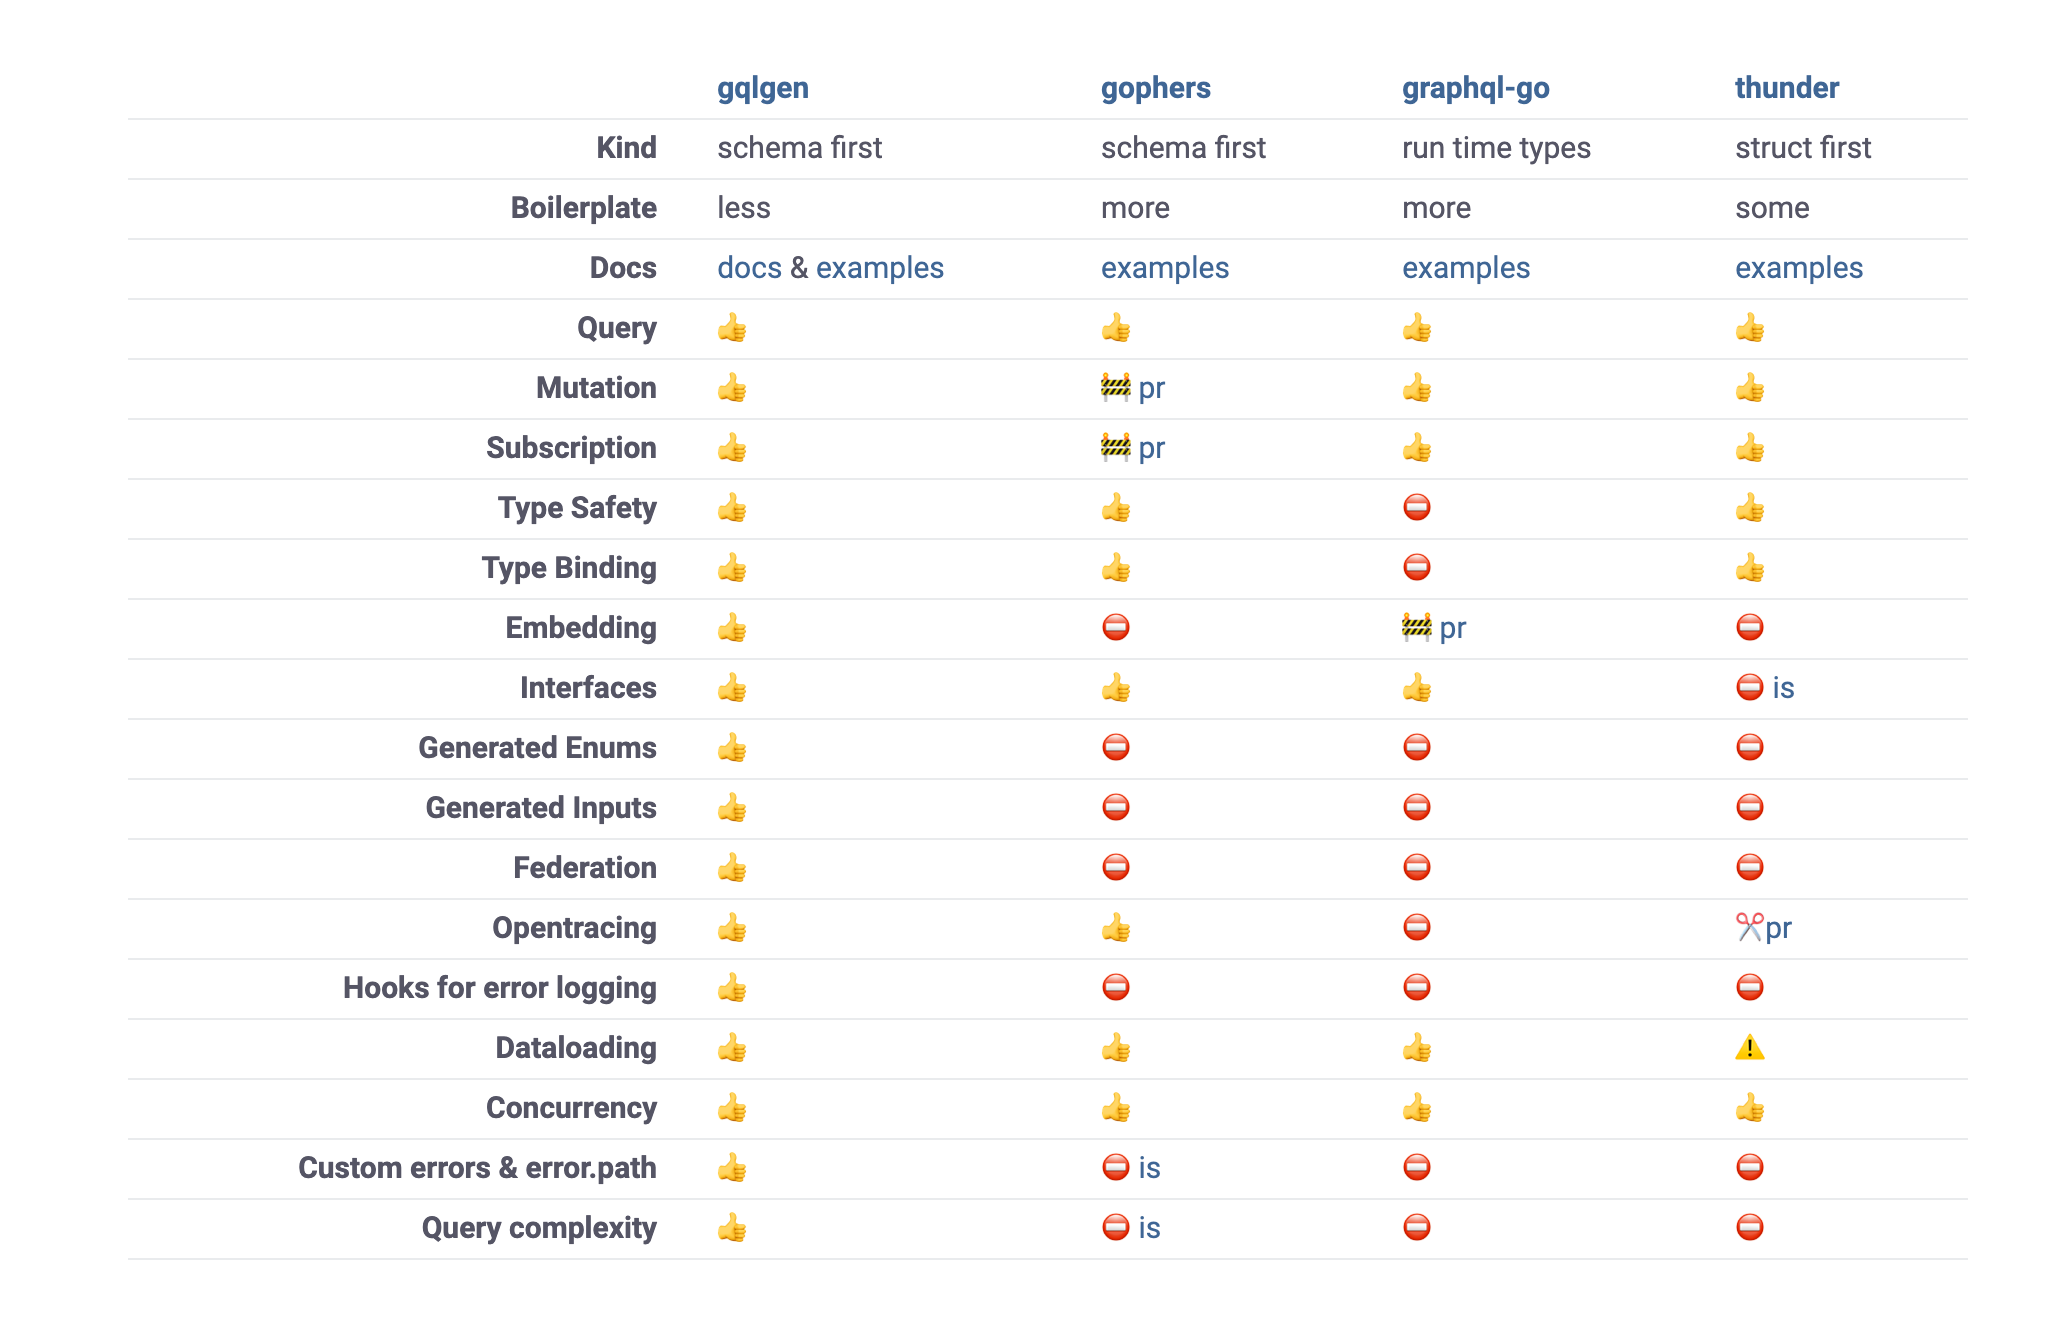 gqlgen gophers graphql-go thunder
Kind schema first schema first run time types struct first
Boilerplate less more more some
Docs docs & examples examples examples examples
Query 👍 👍 👍 👍
Mutation 👍 🚧 pr 👍 👍
Subscription 👍 🚧 pr 👍 👍
Type Safety 👍 👍 ⛔️ 👍
Type Binding 👍 👍 ⛔️ 👍
Embedding 👍 ⛔️ 🚧 pr ⛔️
Interfaces 👍 👍 👍 ⛔️ is
Generated Enums 👍 ⛔️ ⛔️ ⛔️
Generated Inputs 👍 ⛔️ ⛔️ ⛔️
Federation 👍 ⛔️ ⛔️ ⛔️
Opentracing 👍 👍 ⛔️ ✂️pr
Hooks for error logging 👍 ⛔️ ⛔️ ⛔️
Dataloading 👍 👍 👍 ⚠️
Concurrency 👍 👍 👍 👍
Custom errors & error.path 👍 ⛔️ is ⛔️ ⛔️
Query complexity 👍 ⛔️ is ⛔️ ⛔️